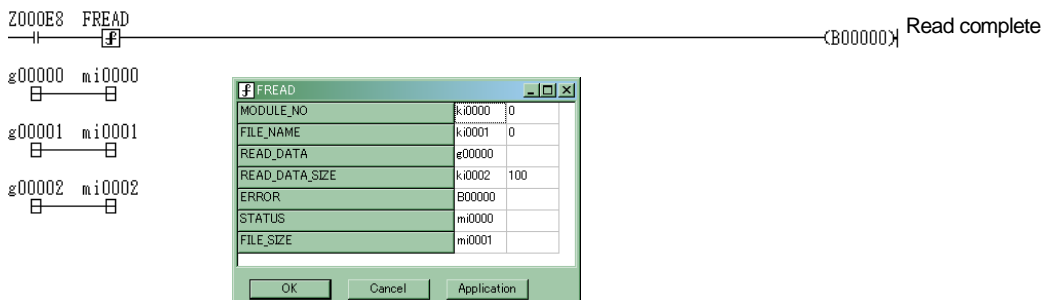 Z000E8 FREAD
f
(B00000) Read complete
g00000 mi0000
g00001 mi0001
g00002 mi0002
f FREAD
MODULE_NO ki0000 0
FILE_NAME ki0001 0
READ_DATA g00000
READ_DATA_SIZE ki0002 100
ERROR B00000
STATUS mi0000
FILE_SIZE mi0001
OK Cancel Application